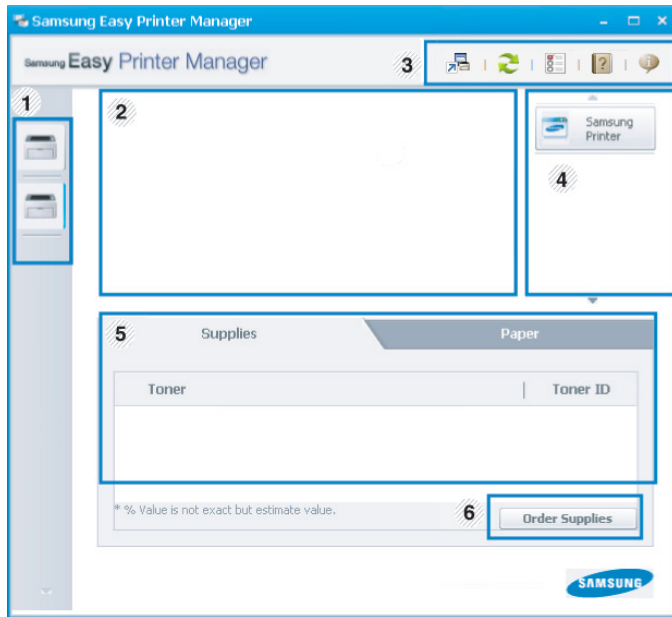 Samsung Easy Printer Manager
Samsung Easy Printer Manager
3
1
2
Samsung
Printer
4
5
Supplies
Paper
Toner
Toner ID
* % Value is not exact but estimate value.
6
Order Supplies
SAMSUNG